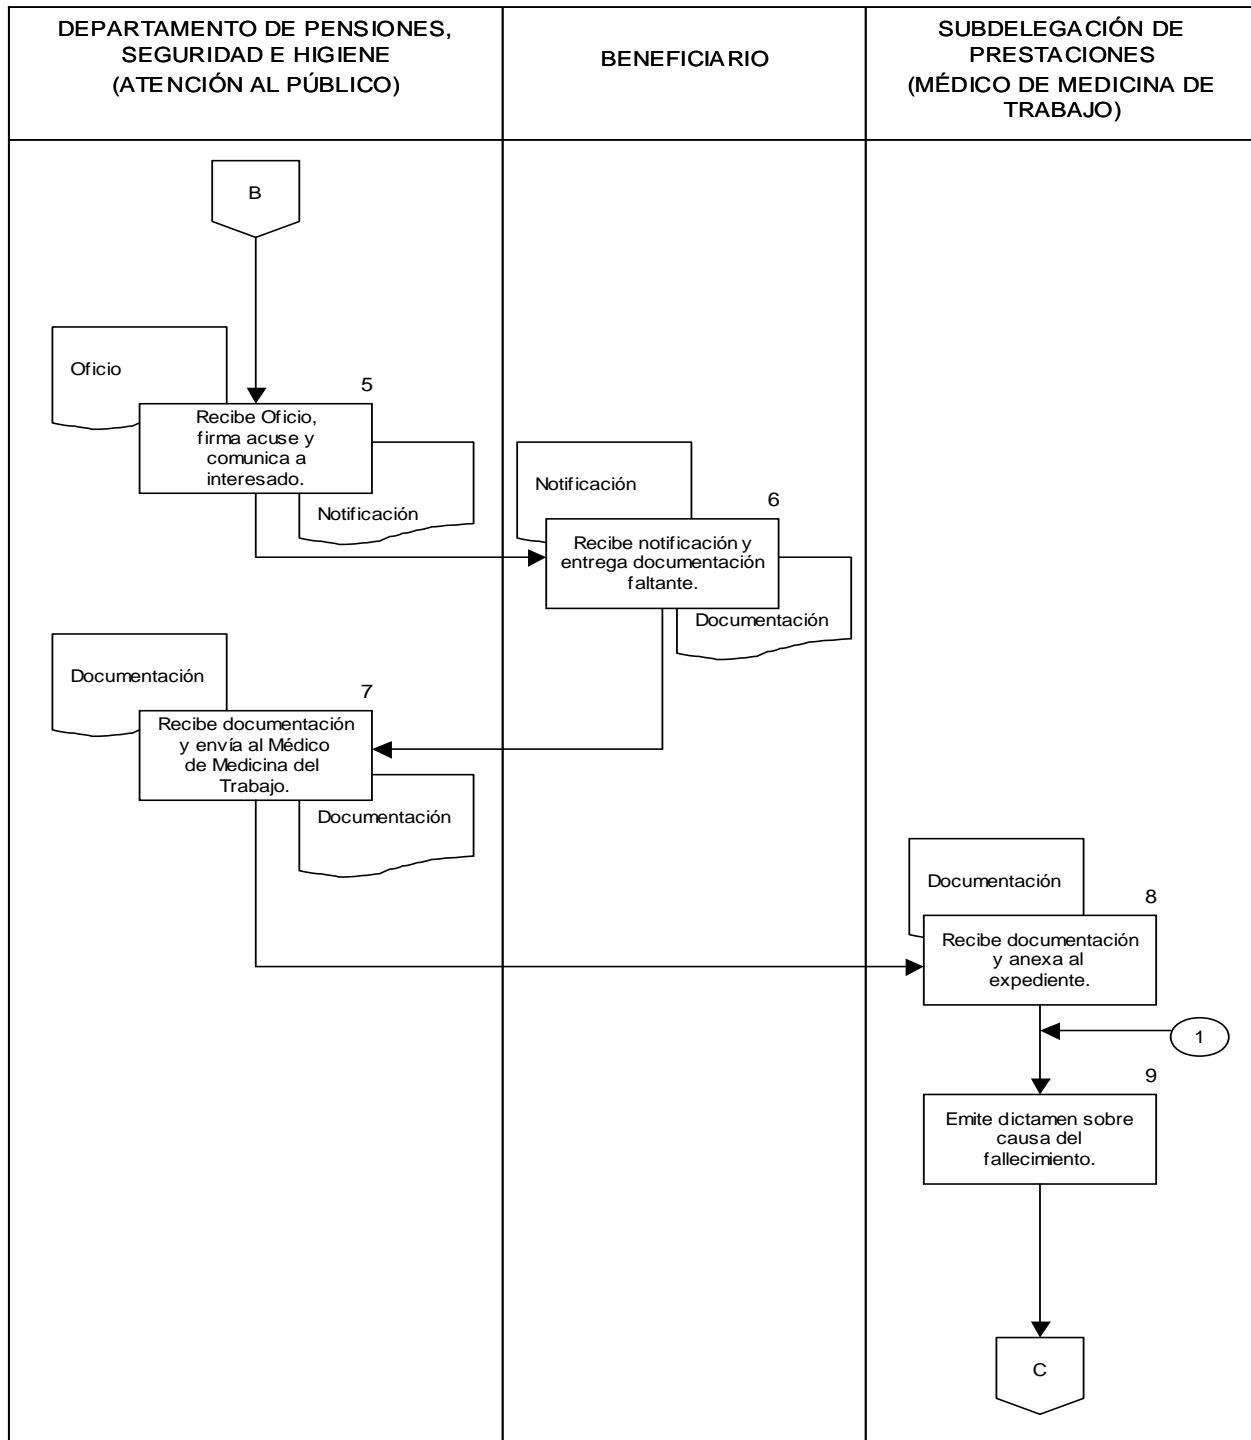 DEPARTAMENTO DE PENSIONES,
SEGURIDAD E HIGIENE
(ATENCIÓN AL PÚBLICO)
BENEFICIARIO
SUBDELEGACIÓN DE
PRESTACIONES
(MÉDICO DE MEDICINA DE
TRABAJO)
B
Oficio
5
Recibe Oficio,
firma acuse y
comunica a
interesado.
Notificación
Notificación
6
Recibe notificación y
entrega documentación
faltante.
Documentación
Documentación
7
Recibe documentación
y envía al Médico
de Medicina del
Trabajo.
Documentación
Documentación
8
Recibe documentación
y anexa al
expediente.
1
9
Emite dictamen sobre
causa del
fallecimiento.
C